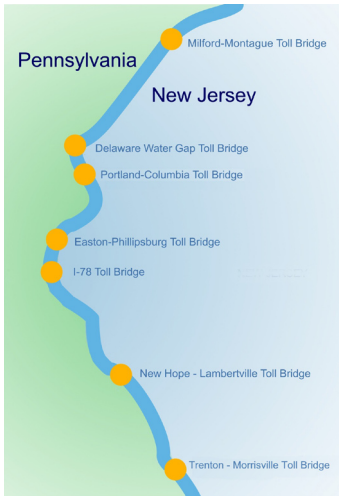 Milford-Montague Toll Bridge
Pennsylvania
New Jersey
Delaware Water Gap Toll Bridge
Portland-Columbia Toll Bridge
Easton-Phillipsburg Toll Bridge
I-78 Toll Bridge
New Hope - Lambertville Toll Bridge
Trenton - Morrisville Toll Bridge